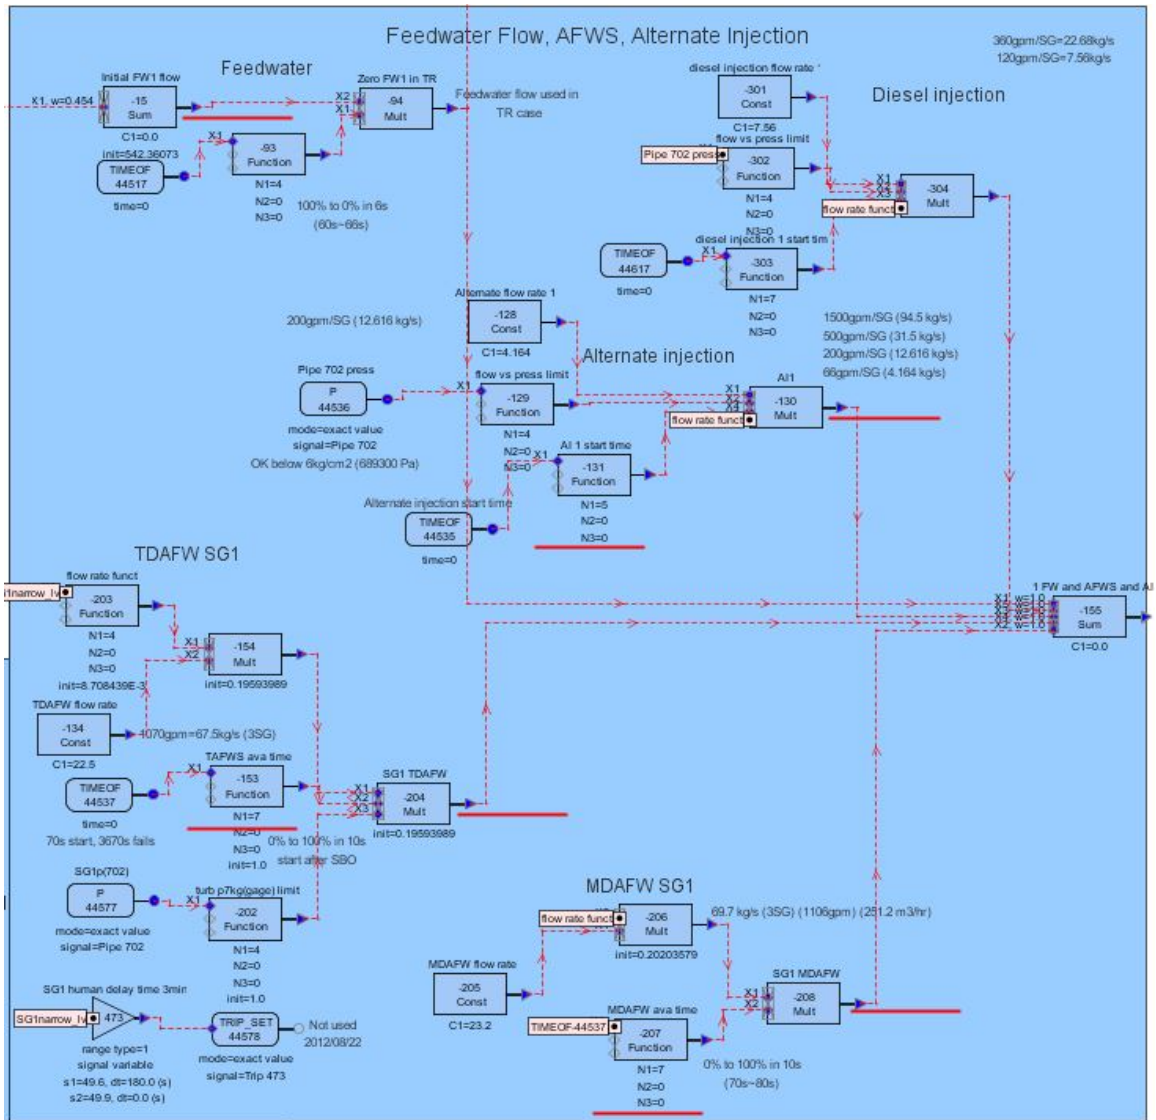 Feedwater Flow, AFWS, Alternate Injection
360gpm/SG=22.68kg/s
120gpm/SG=7.56kg/s
Feedwater
Initial FW1 flow
X1, w=0.454
-15
Sum
C1=0.0
init=542.36073
Zero FW1 in TR
X2
X1
-94
Mult
Feedwater flow used in
TR case
TIMEOF
44517
time=0
X1
-93
Function
N1=4
N2=0
N3=0
100% to 0% in 6s
(60s~66s)
Diesel injection
diesel injection flow rate
-301
Const
C1=7.56
flow vs press limit
Pipe 702 press
-302
Function
N1=4
N2=0
N3=0
X1
X2
X3
flow rate funct
-304
Mult
diesel injection 1 start tim
TIMEOF
44617
time=0
X1
-303
Function
N1=7
N2=0
N3=0
Alternate flow rate 1
200gpm/SG (12.616 kg/s)
-128
Const
C1=4.164
1500gpm/SG (94.5 kg/s)
500gpm/SG (31.5 kg/s)
200gpm/SG (12.616 kg/s)
66gpm/SG (4.164 kg/s)
Alternate injection
Pipe 702 press
P
44536
mode=exact value
signal=Pipe 702
OK below 6kg/cm2 (689300 Pa)
flow vs press limit
X1
-129
Function
N1=4
N2=0
N3=0
AI1
X1
X2
flow rate funct
-130
Mult
AI 1 start time
X1
-131
Function
N1=5
N2=0
N3=0
Alternate injection start time
TIMEOF
44535
time=0
TDAFW SG1
flow rate funct
-203
Function
N1=4
N2=0
N3=0
init=8.708439E-3
X1
X2
-154
Mult
init=0.19593989
1 FW and AFWS and AI
-155
Sum
C1=0.0
TDAFW flow rate
-134
Const
C1=22.5
1070gpm=67.5kg/s (3SG)
TAFWS ava time
TIMEOF
44537
time=0
70s start, 3670s fails
X1
-153
Function
N1=7
N2=0
N3=0
init=1.0
0% to 100% in 10s
start after SBO
SG1 TDAFW
X1
X2
X3
-204
Mult
init=0.19593989
SG1p(702)
P
44577
mode=exact value
signal=Pipe 702
turb p7kg(gage) limit
X1
-202
Function
N1=4
N2=0
N3=0
init=1.0
SG1 human delay time 3min
SG1narrow_lv
473
range type=1
signal variable
s1=49.6, dt=180.0 (s)
s2=49.9, dt=0.0 (s)
TRIP_SET
44578
mode=exact value
signal=Trip 473
Not used
2012/08/22
MDAFW SG1
flow rate funct
-206
Mult
init=0.20203579
69.7 kg/s (3SG) (1106gpm) (251.2 m3/hr)
MDAFW flow rate
-205
Const
C1=23.2
MDAFW ava time
TIMEOF-44537
-207
Function
N1=7
N2=0
N3=0
0% to 100% in 10s
(70s~80s)
SG1 MDAFW
X1
X2
-208
Mult